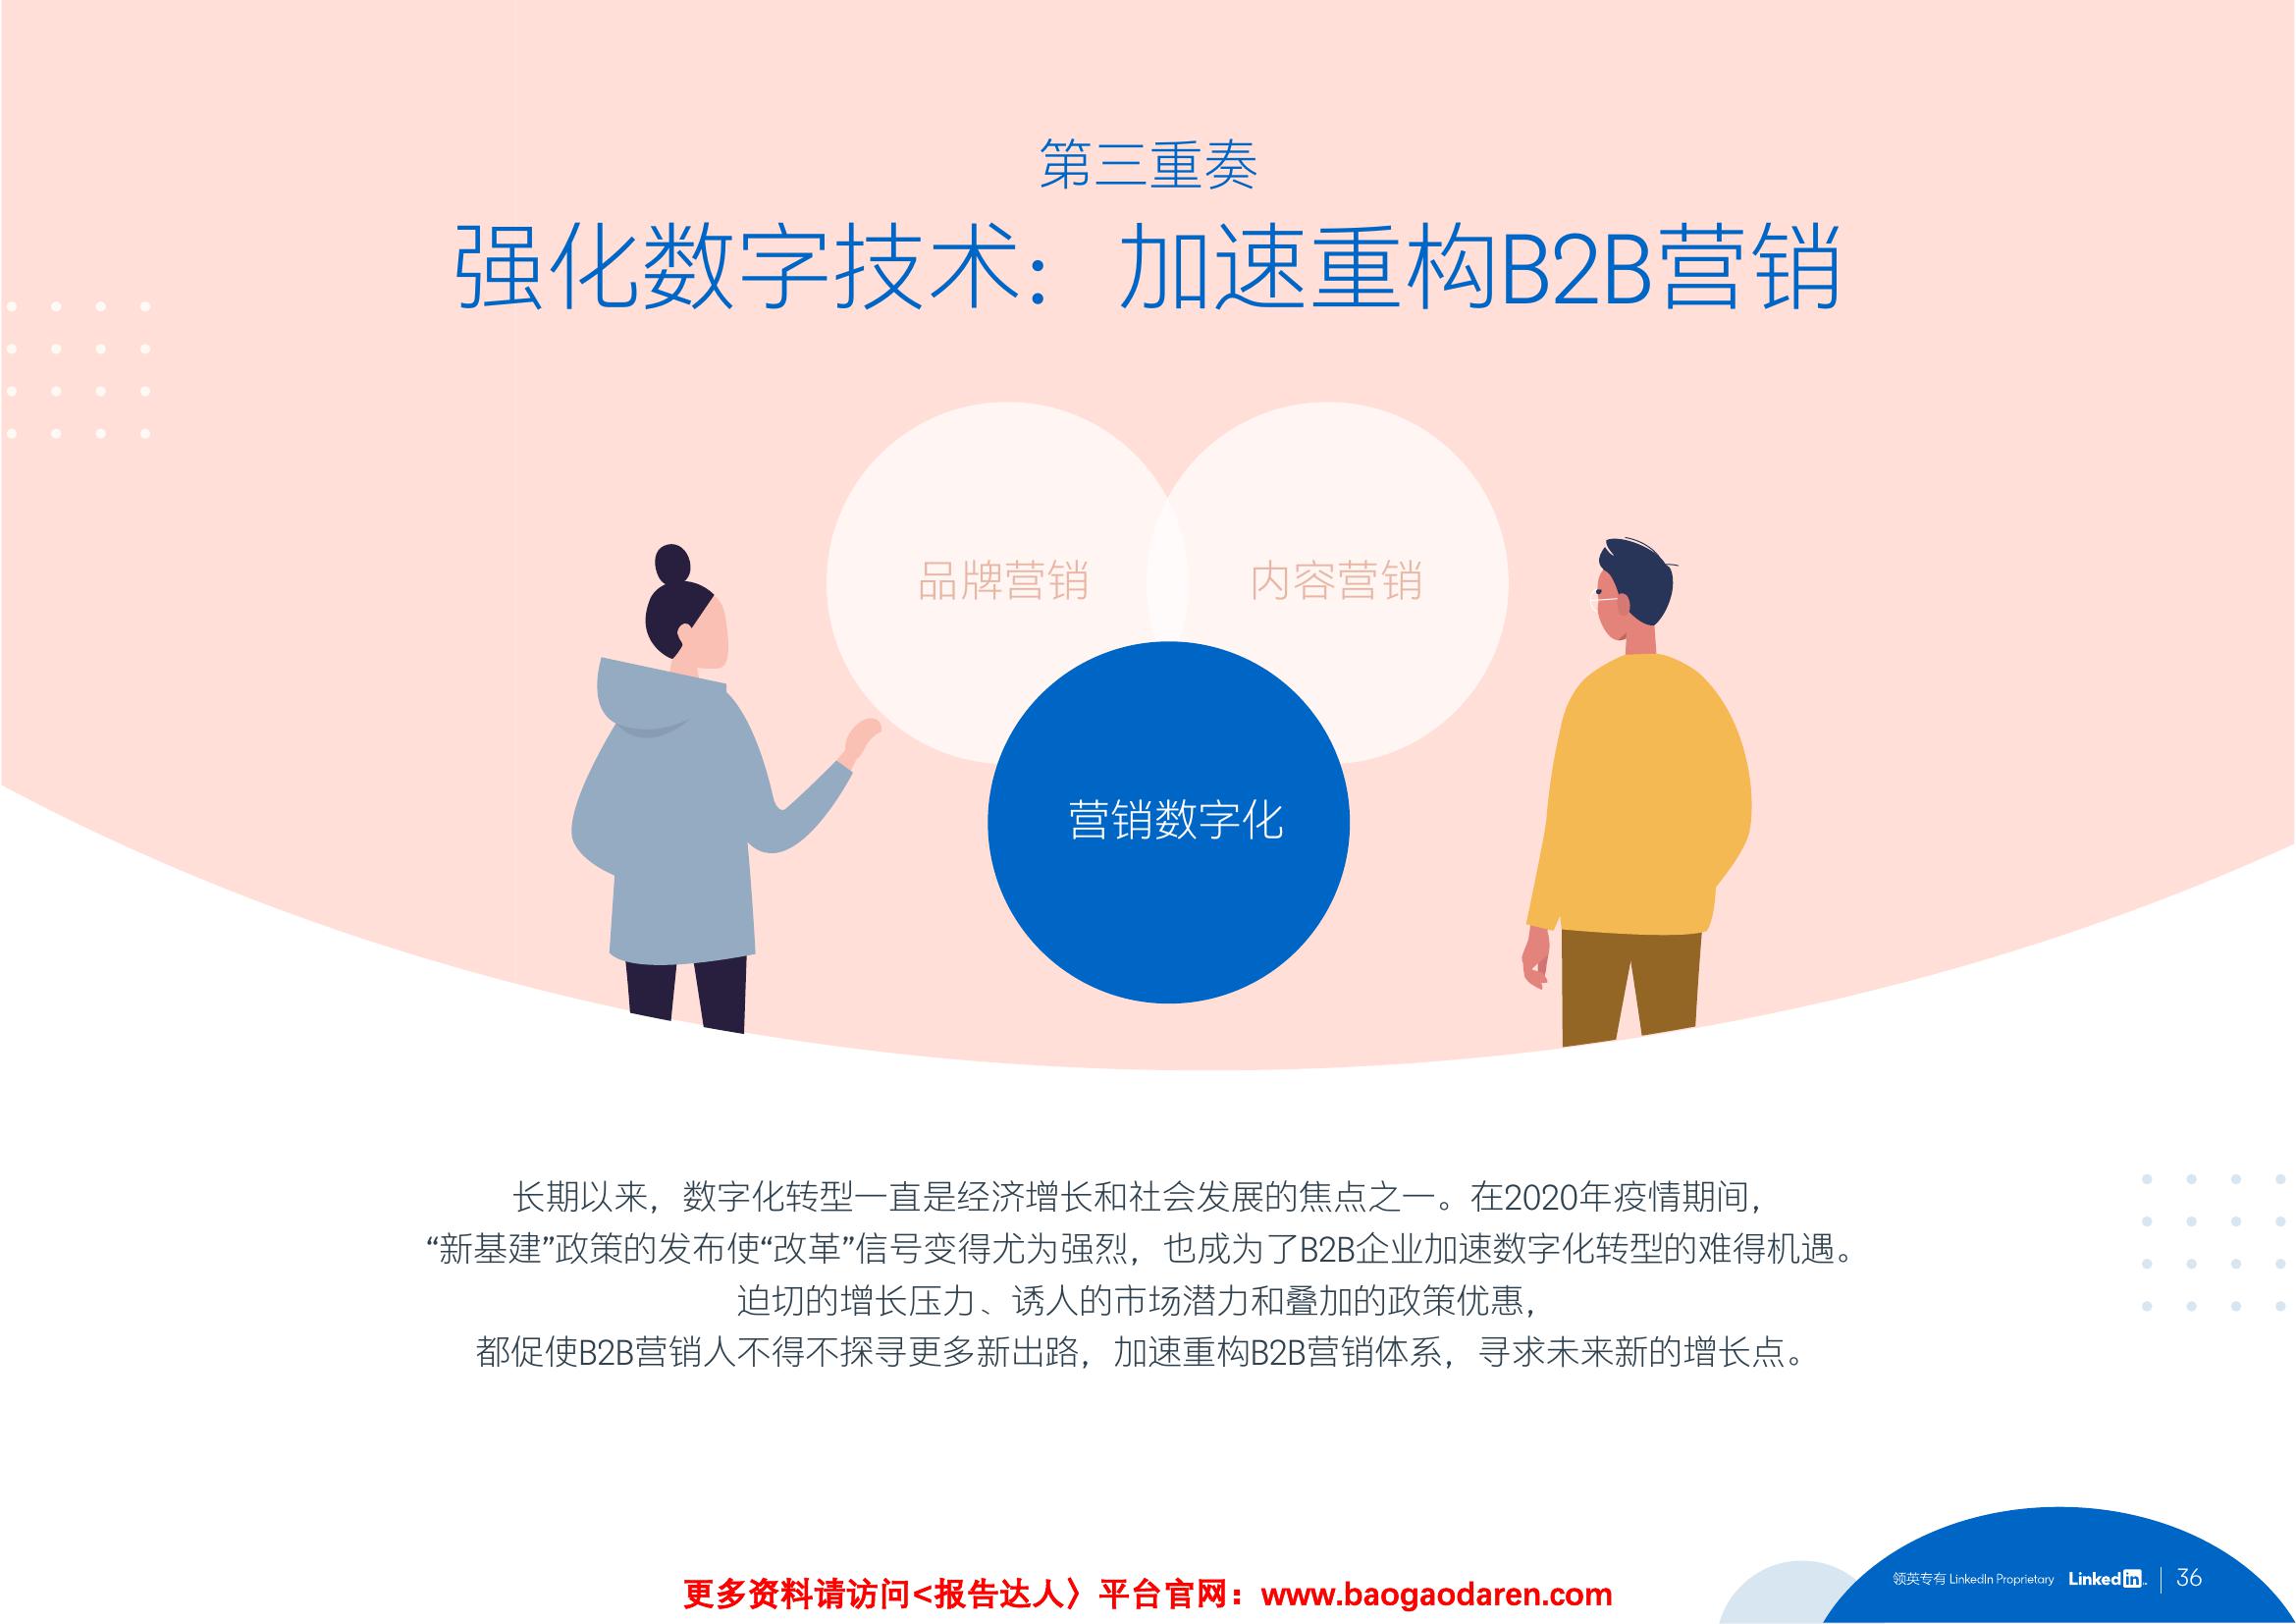 第三重奏
强化数字技术：加速重构B2B营销
品牌营销
内容营销
营销数字化
长期以来，数字化转型一直是经济增长和社会发展的焦点之一。在2020年疫情期间，
“新基建”政策的发布使“改革”信号变得尤为强烈，也成为了B2B企业加速数字化转型的难得机遇。
迫切的增长压力、诱人的市场潜力和叠加的政策优惠，
都促使B2B营销人不得不探寻更多新出路，加速重构B2B营销体系，寻求未来新的增长点。
领英专有 LinkedIn Proprietary LinkedIn 36
更多资料请访问<报告达人〉平台官网：www.baogaodaren.com